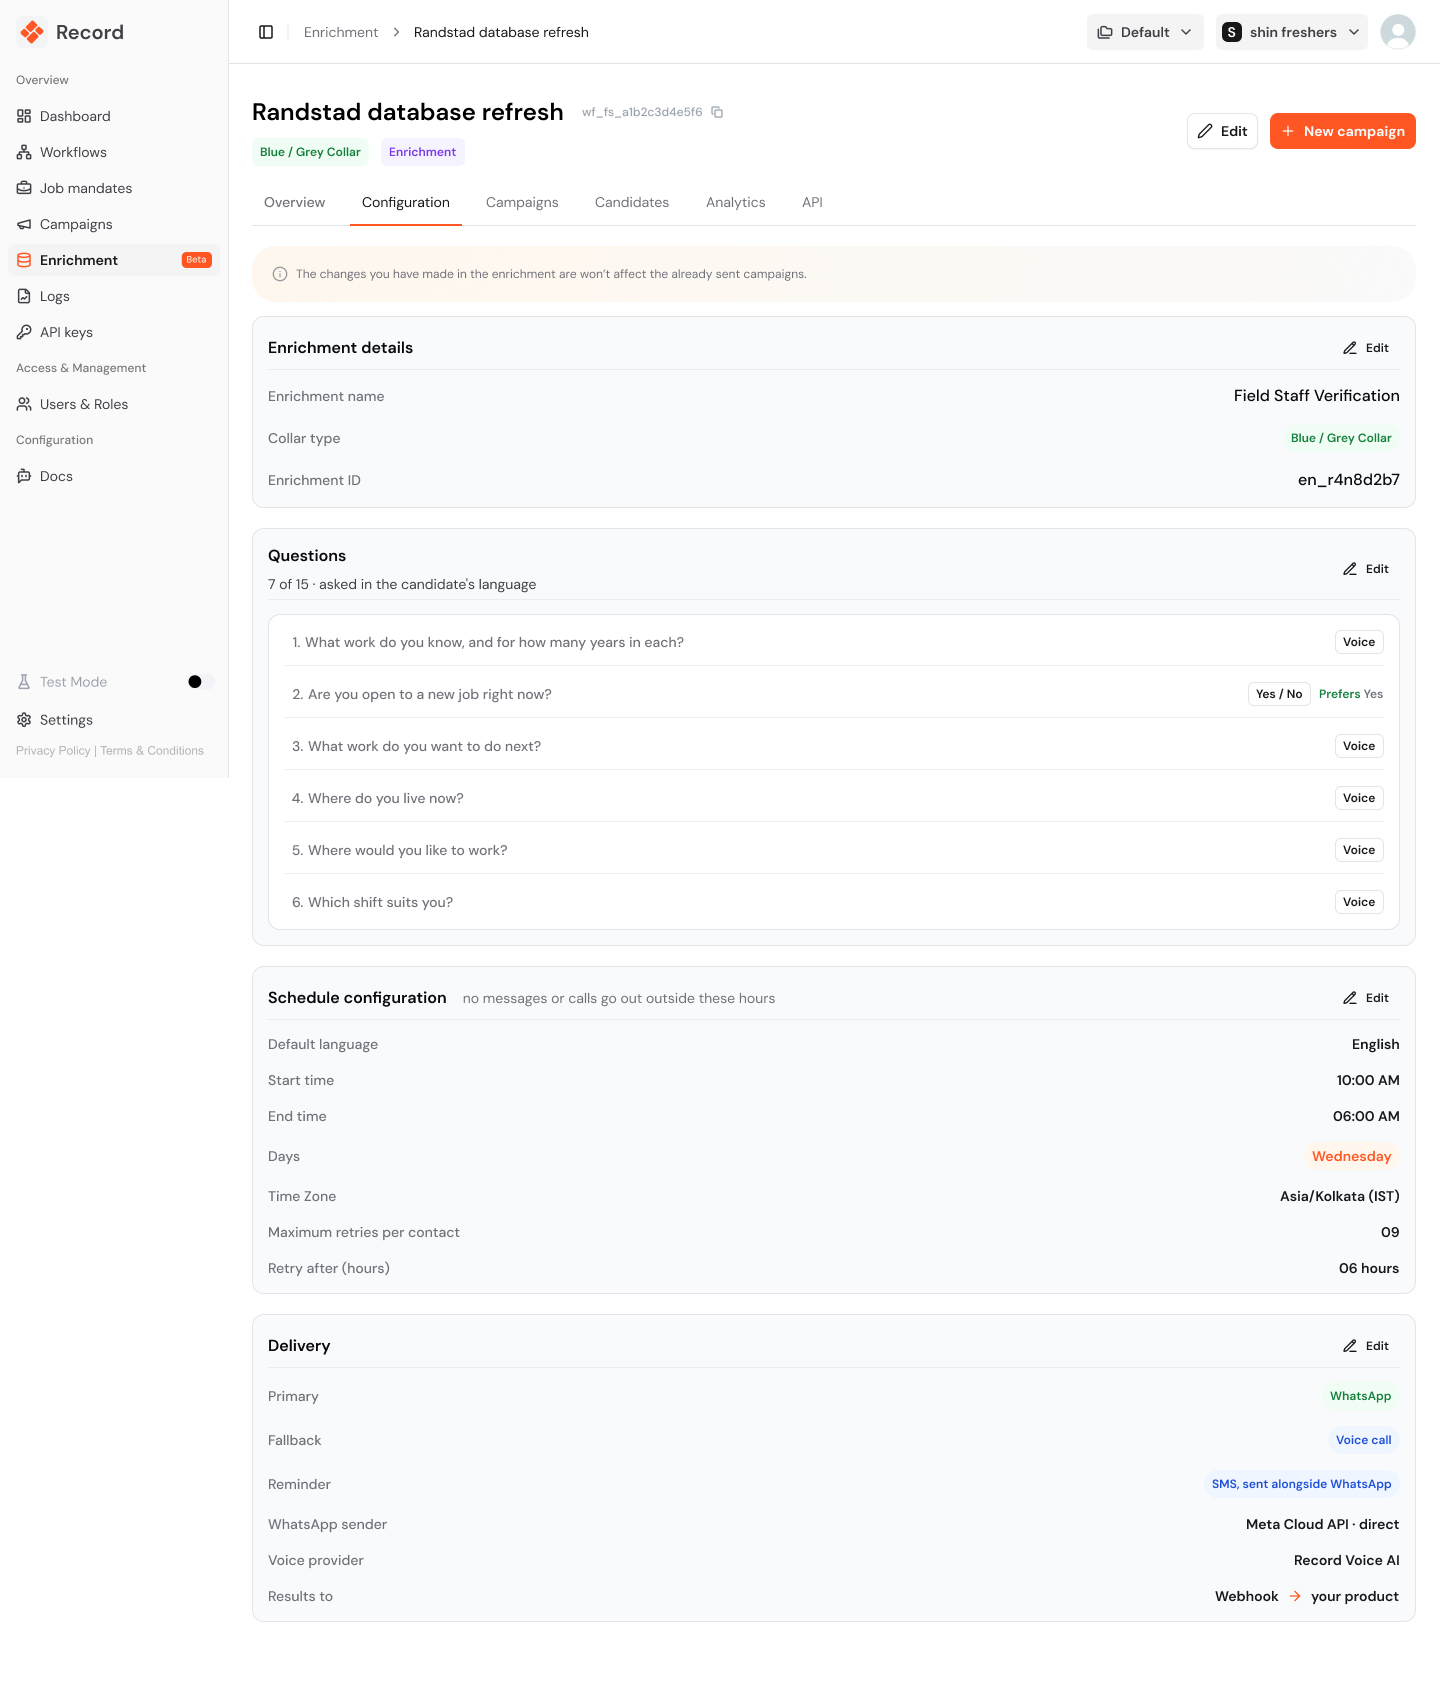 Record
Overview
Dashboard
Workflows
Job mandates
Campaigns
Enrichment Beta
Logs
API keys
Access & Management
Users & Roles
Configuration
Docs
Test Mode
Settings
Privacy Policy | Terms & Conditions
Enrichment > Randstad database refresh
Default
S shin freshers
Randstad database refresh wf_fs_a1b2c3d4e5f6
Blue / Grey Collar Enrichment
Edit
+ New campaign
Overview Configuration Campaigns Candidates Analytics API
The changes you have made in the enrichment are won't affect the already sent campaigns.
Enrichment details Edit
Enrichment name Field Staff Verification
Collar type Blue / Grey Collar
Enrichment ID en_r4n8d2b7
Questions
7 of 15 · asked in the candidate's language
Edit
1. What work do you know, and for how many years in each? Voice
2. Are you open to a new job right now? Yes / No Prefers Yes
3. What work do you want to do next? Voice
4. Where do you live now? Voice
5. Where would you like to work? Voice
6. Which shift suits you? Voice
Schedule configuration no messages or calls go out outside these hours Edit
Default language English
Start time 10:00 AM
End time 06:00 AM
Days Wednesday
Time Zone Asia/Kolkata (IST)
Maximum retries per contact 09
Retry after (hours) 06 hours
Delivery Edit
Primary WhatsApp
Fallback Voice call
Reminder SMS, sent alongside WhatsApp
WhatsApp sender Meta Cloud API · direct
Voice provider Record Voice AI
Results to Webhook → your product